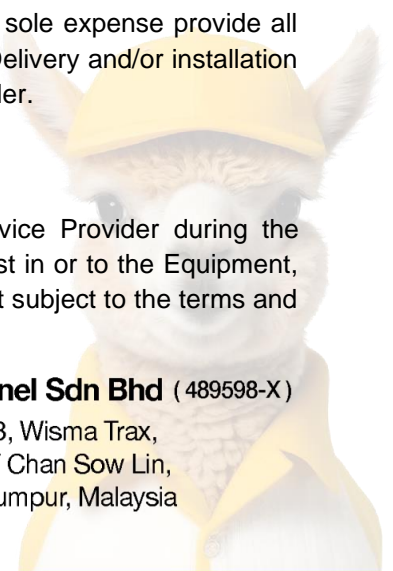 sole expense provide all
Delivery and/or installation
der.
vice Provider during the
st in or to the Equipment,
t subject to the terms and
nel Sdn Bhd (489598-X)
3, Wisma Trax,
Chan Sow Lin,
umpur, Malaysia